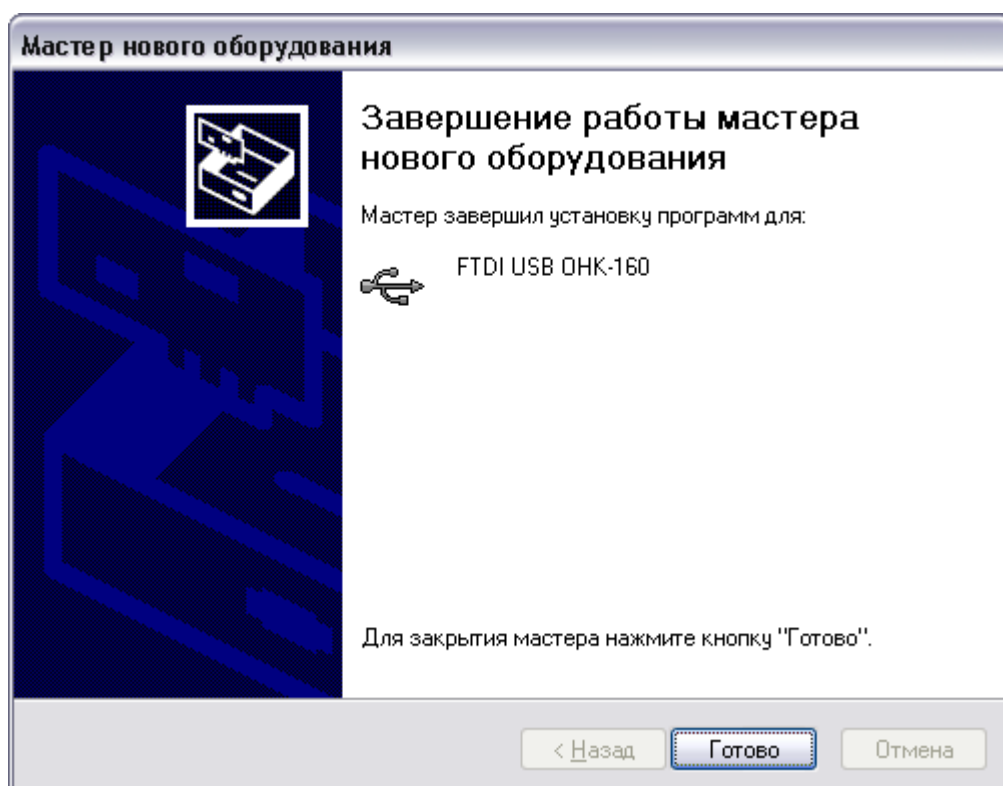 Мастер нового оборудования
Завершение работы мастера
нового оборудования
Мастер завершил установку программ для:
FTDI USB ОНК-160
Для закрытия мастера нажмите кнопку "Готово".
< Назад
Готово
Отмена